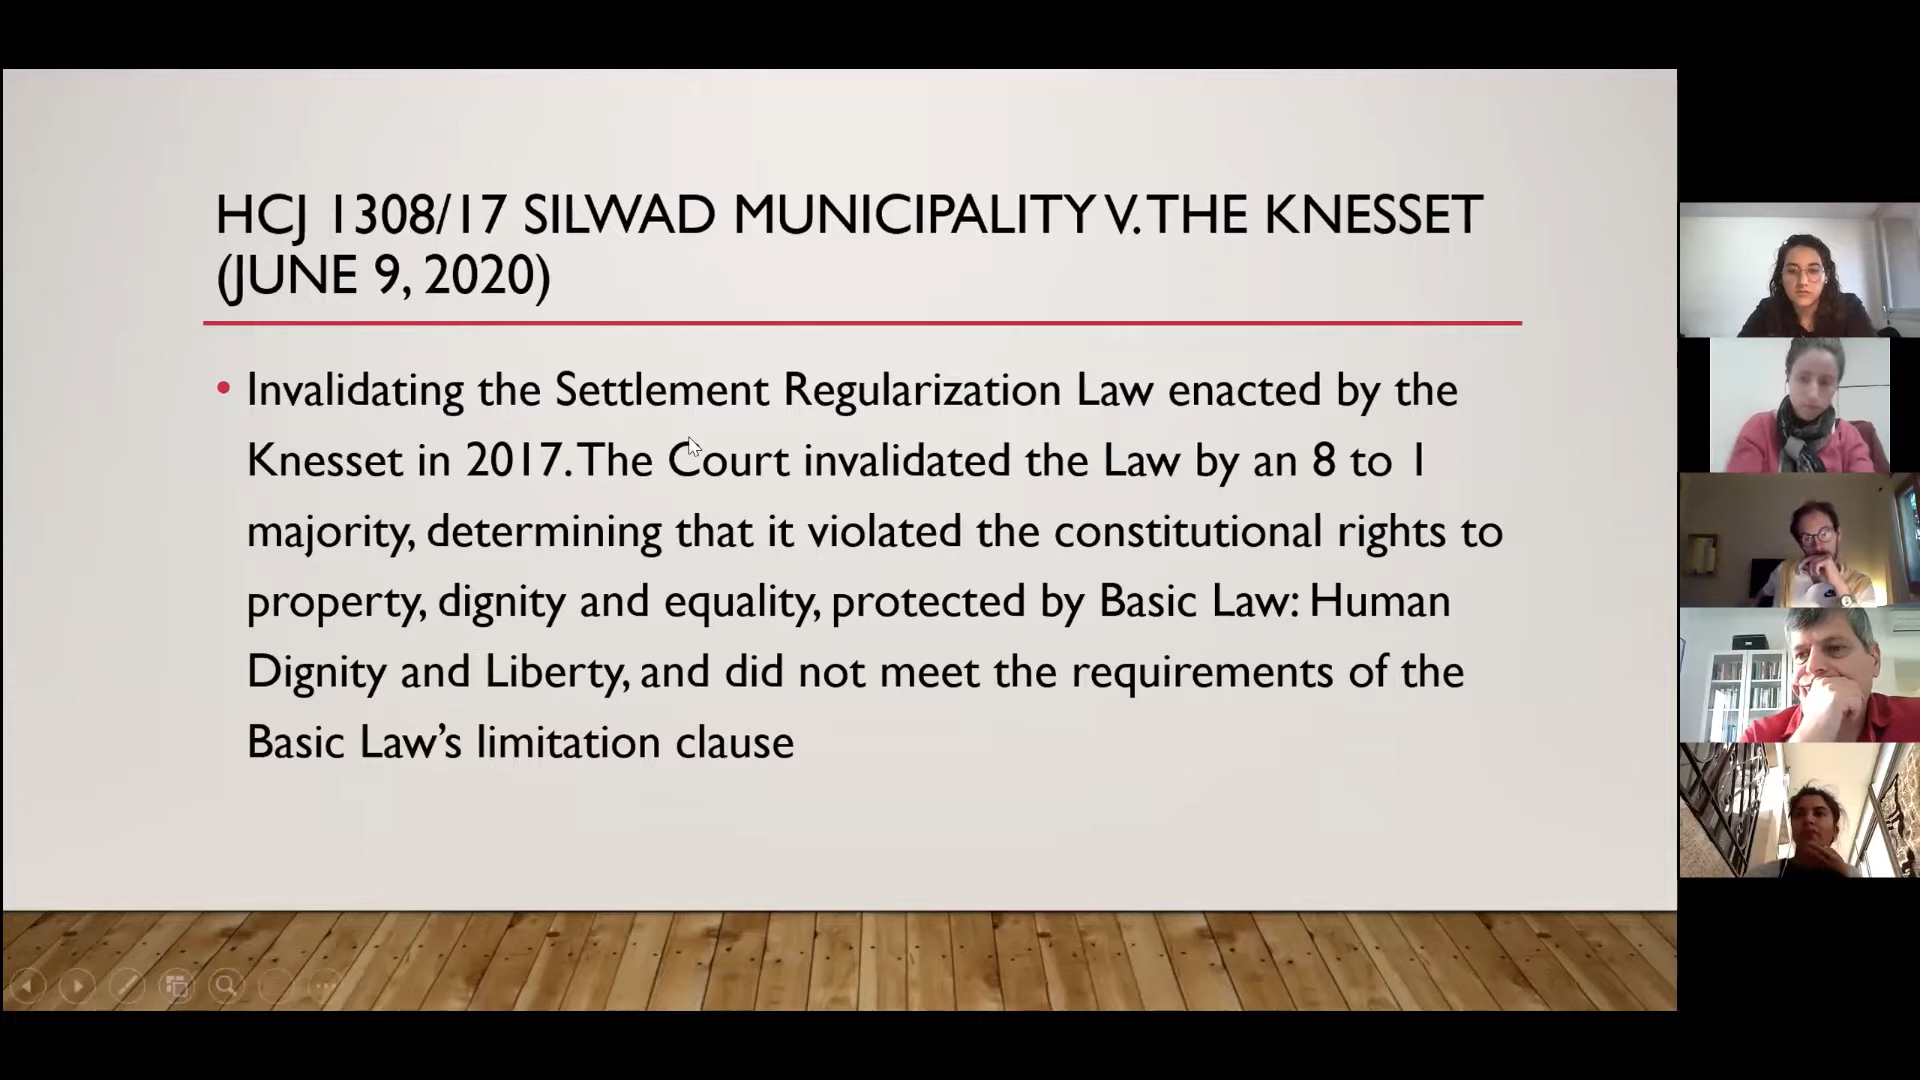 HCJ 1308/17 SILWAD MUNICIPALITY V. THE KNESSET
(JUNE 9, 2020)
• Invalidating the Settlement Regularization Law enacted by the
Knesset in 2017. The Court invalidated the Law by an 8 to 1
majority, determining that it violated the constitutional rights to
property, dignity and equality, protected by Basic Law: Human
Dignity and Liberty, and did not meet the requirements of the
Basic Law’s limitation clause